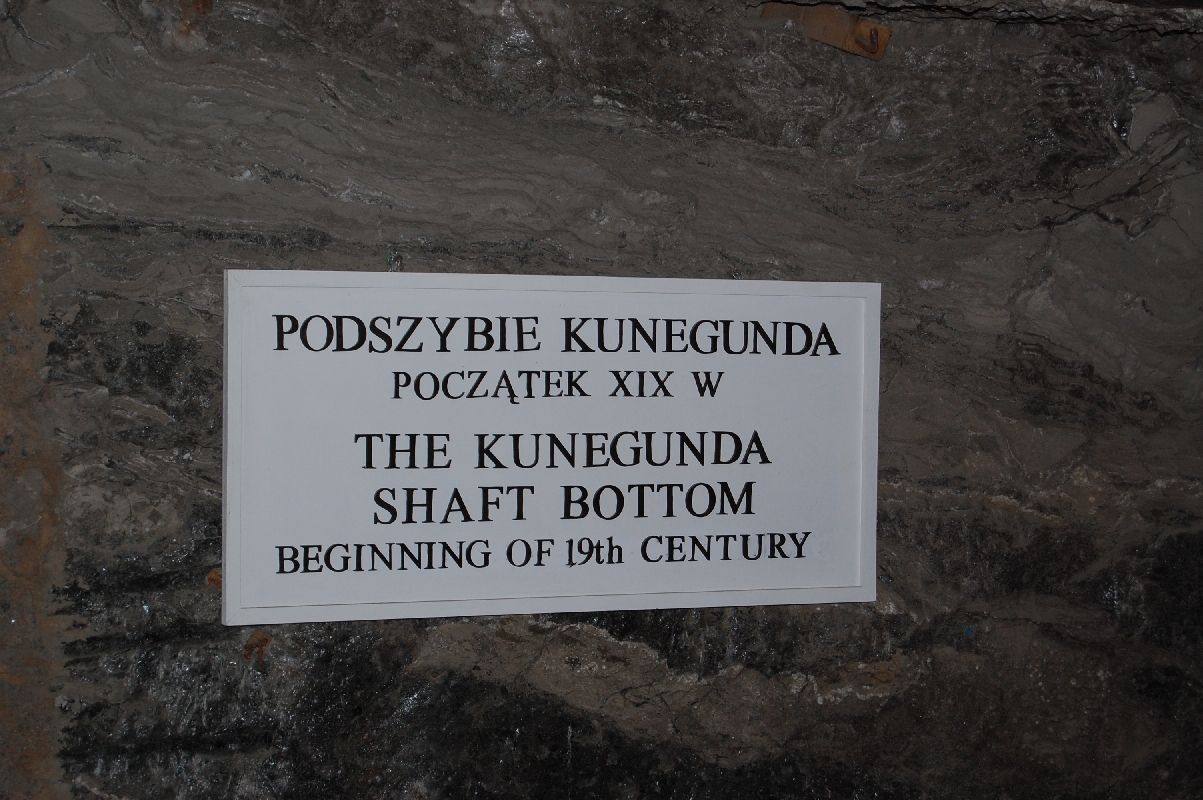 PODSZYBIE KUNEGUNDA
POCZĄTEK XIX W
THE KUNEGUNDA
SHAFT BOTTOM
BEGINNING OF 19th CENTURY